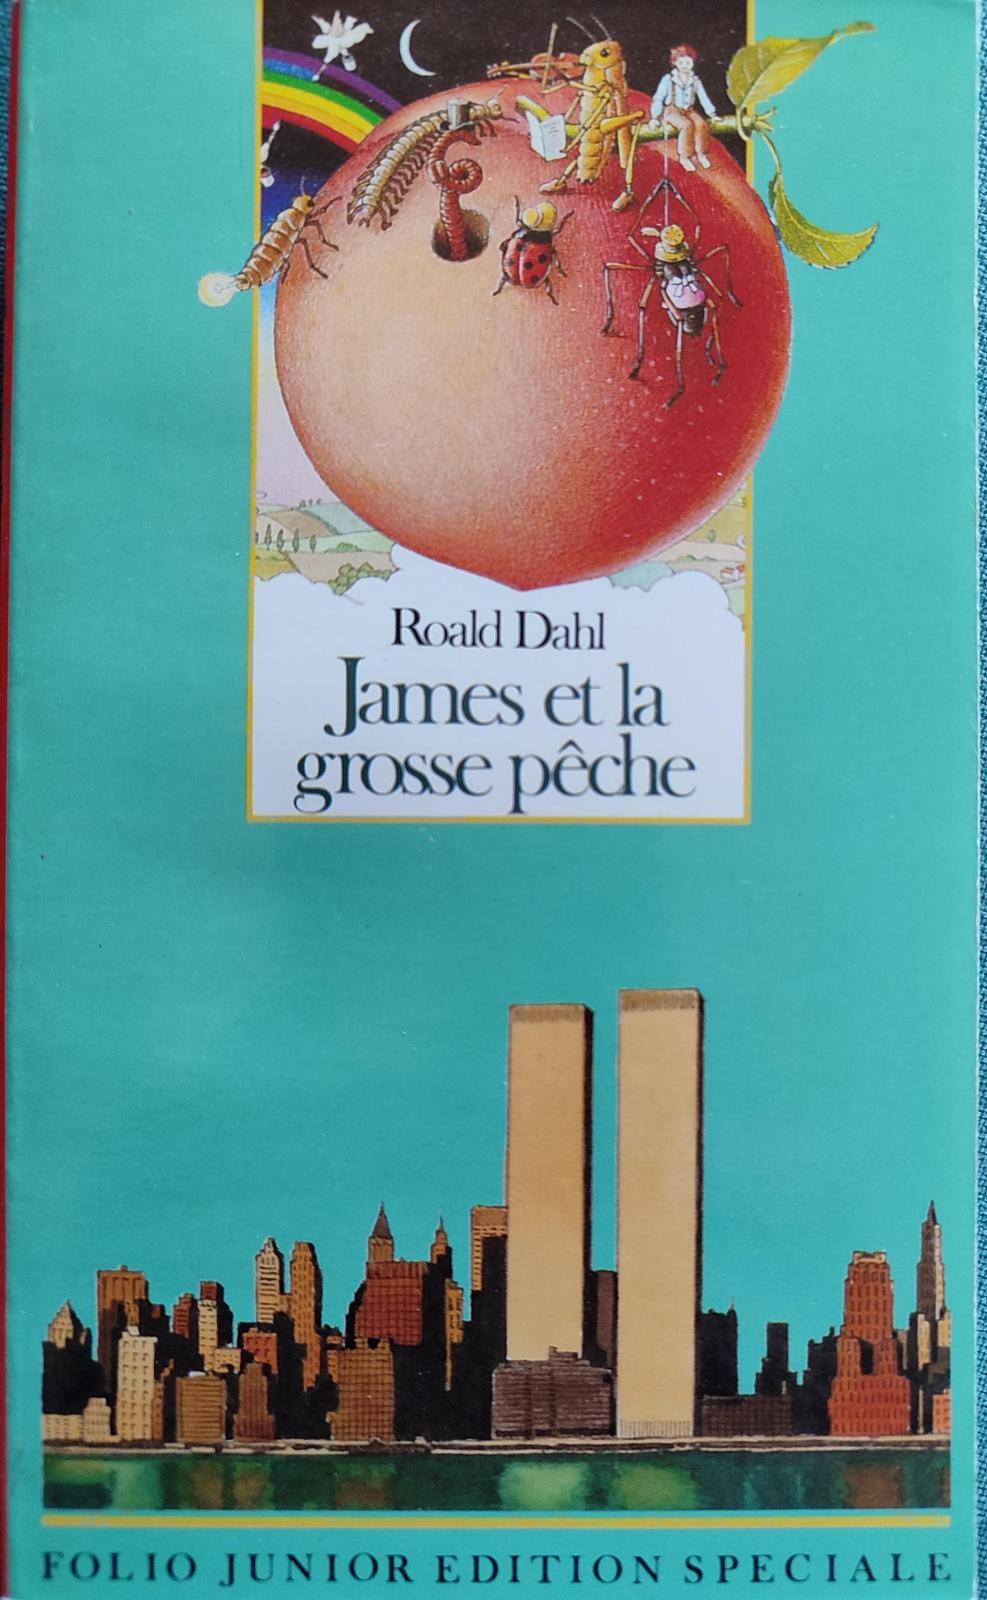 Roald Dahl
James et la
grosse pêche
FOLIO JUNIOR EDITION SPECIALE